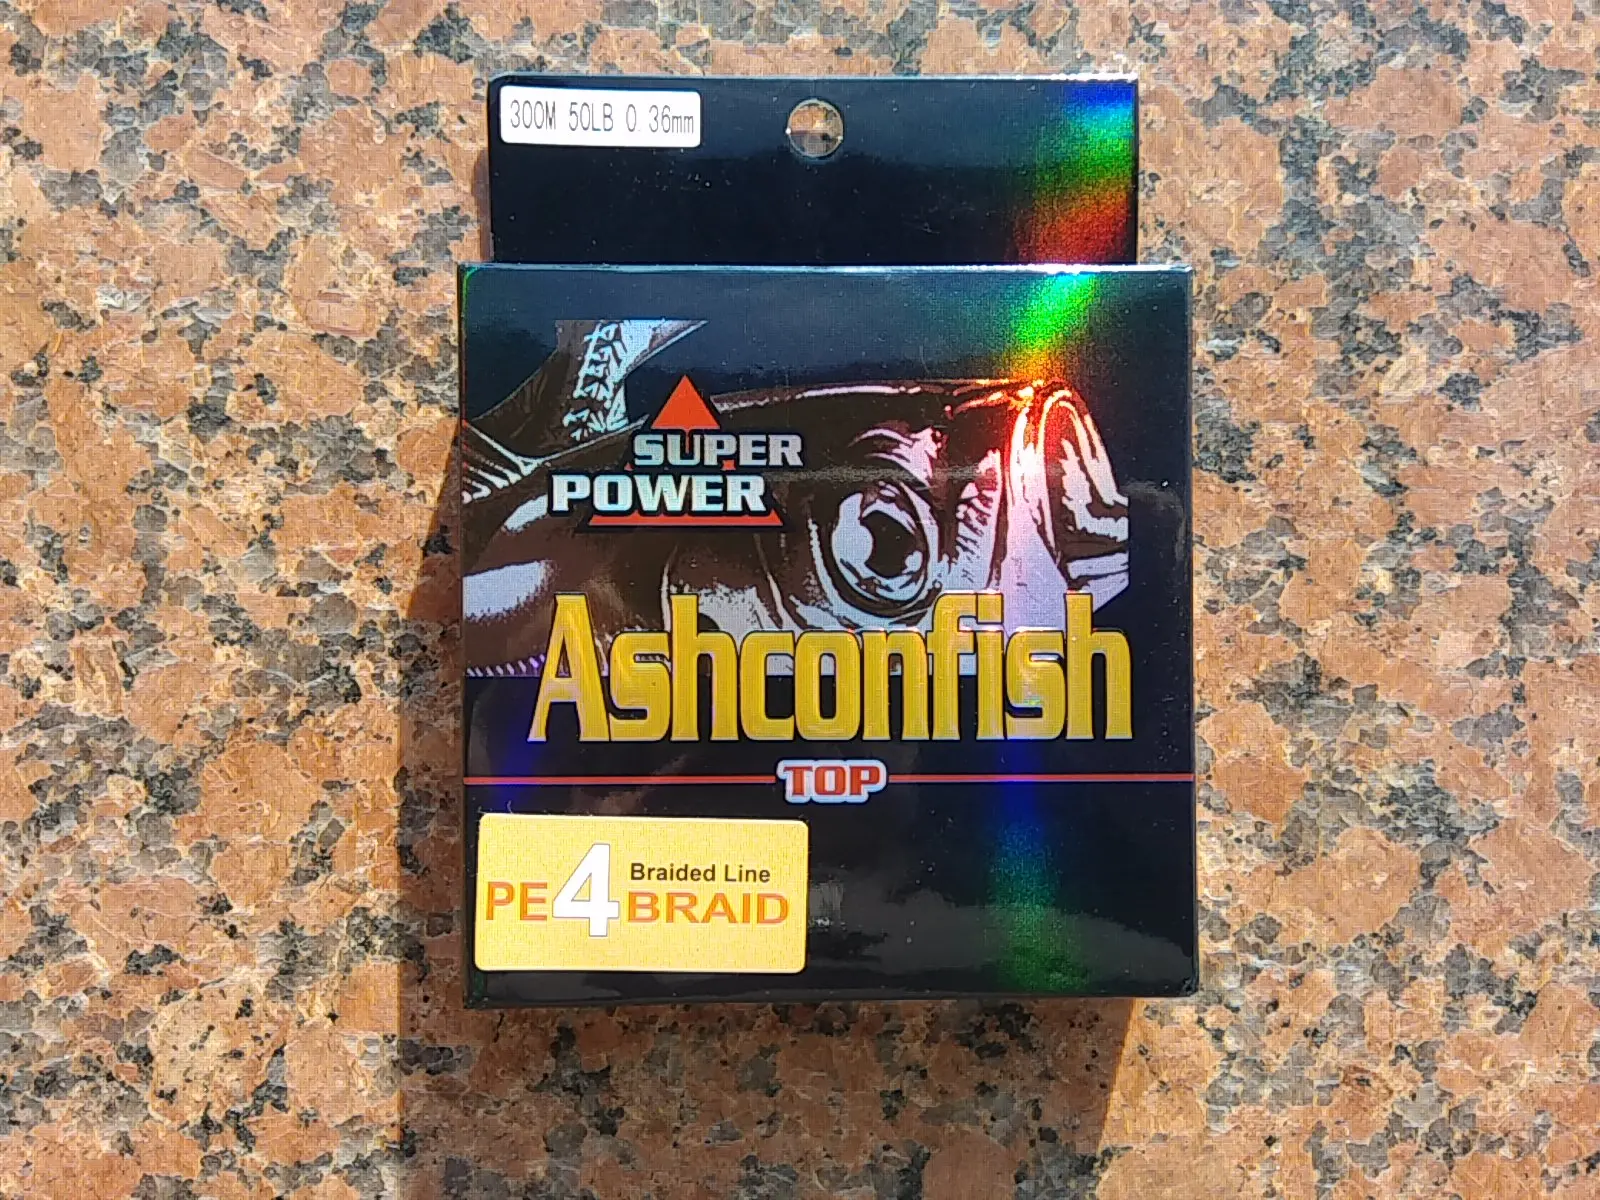 300M 50LB 0.36mm
SUPER
POWER
Ashconfish
TOP
Braided Line
PE4BRAID